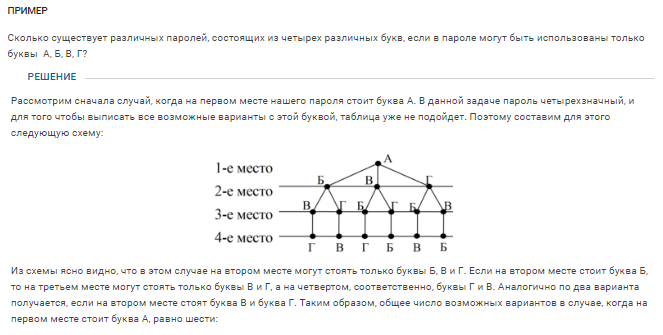 ПРИМЕР
Сколько существует различных паролей, состоящих из четырех различных букв, если в пароле могут быть использованы только
буквы А, Б, В, Г?
РЕШЕНИЕ
Рассмотрим сначала случай, когда на первом месте нашего пароля стоит буква А. В данной задаче пароль четырехзначный, и
для того чтобы выписать все возможные варианты с этой буквой, таблица уже не подойдет. Поэтому составим для этого
следующую схему:
1-е место А
Б В Г
2-е место
В Г Б Г Б В
3-е место
4-е место
Г В Г Б В Б
Из схемы ясно видно, что в этом случае на втором месте могут стоять только буквы Б, В и Г. Если на втором месте стоит буква Б,
то на третьем месте могут стоять только буквы В и Г, а на четвертом, соответственно, буквы Г и В. Аналогично по два варианта
получается, если на втором месте стоят буква В и буква Г. Таким образом, общее число возможных вариантов в случае, когда на
первом месте стоит буква А, равно шести: